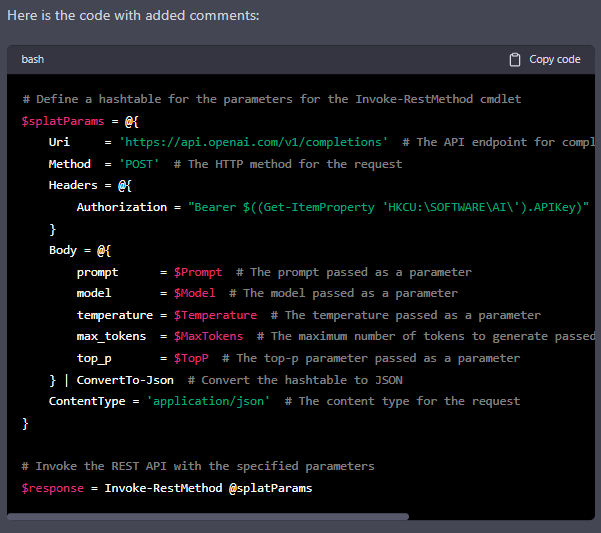 Here is the code with added comments:
bash
Copy code
# Define a hashtable for the parameters for the Invoke-RestMethod cmdlet
$splatParams = @{
    Uri     = 'https://api.openai.com/v1/completions'  # The API endpoint for compl
    Method  = 'POST'  # The HTTP method for the request
    Headers = @{
        Authorization = "Bearer $((Get-ItemProperty 'HKCU:\SOFTWARE\AI\').APIKey)"
    }
    Body = @{
        prompt      = $Prompt  # The prompt passed as a parameter
        model       = $Model  # The model passed as a parameter
        temperature = $Temperature  # The temperature passed as a parameter
        max_tokens  = $MaxTokens  # The maximum number of tokens to generate passed
        top_p       = $TopP  # The top-p parameter passed as a parameter
    } | ConvertTo-Json  # Convert the hashtable to JSON
    ContentType = 'application/json'  # The content type for the request
}
# Invoke the REST API with the specified parameters
$response = Invoke-RestMethod @splatParams